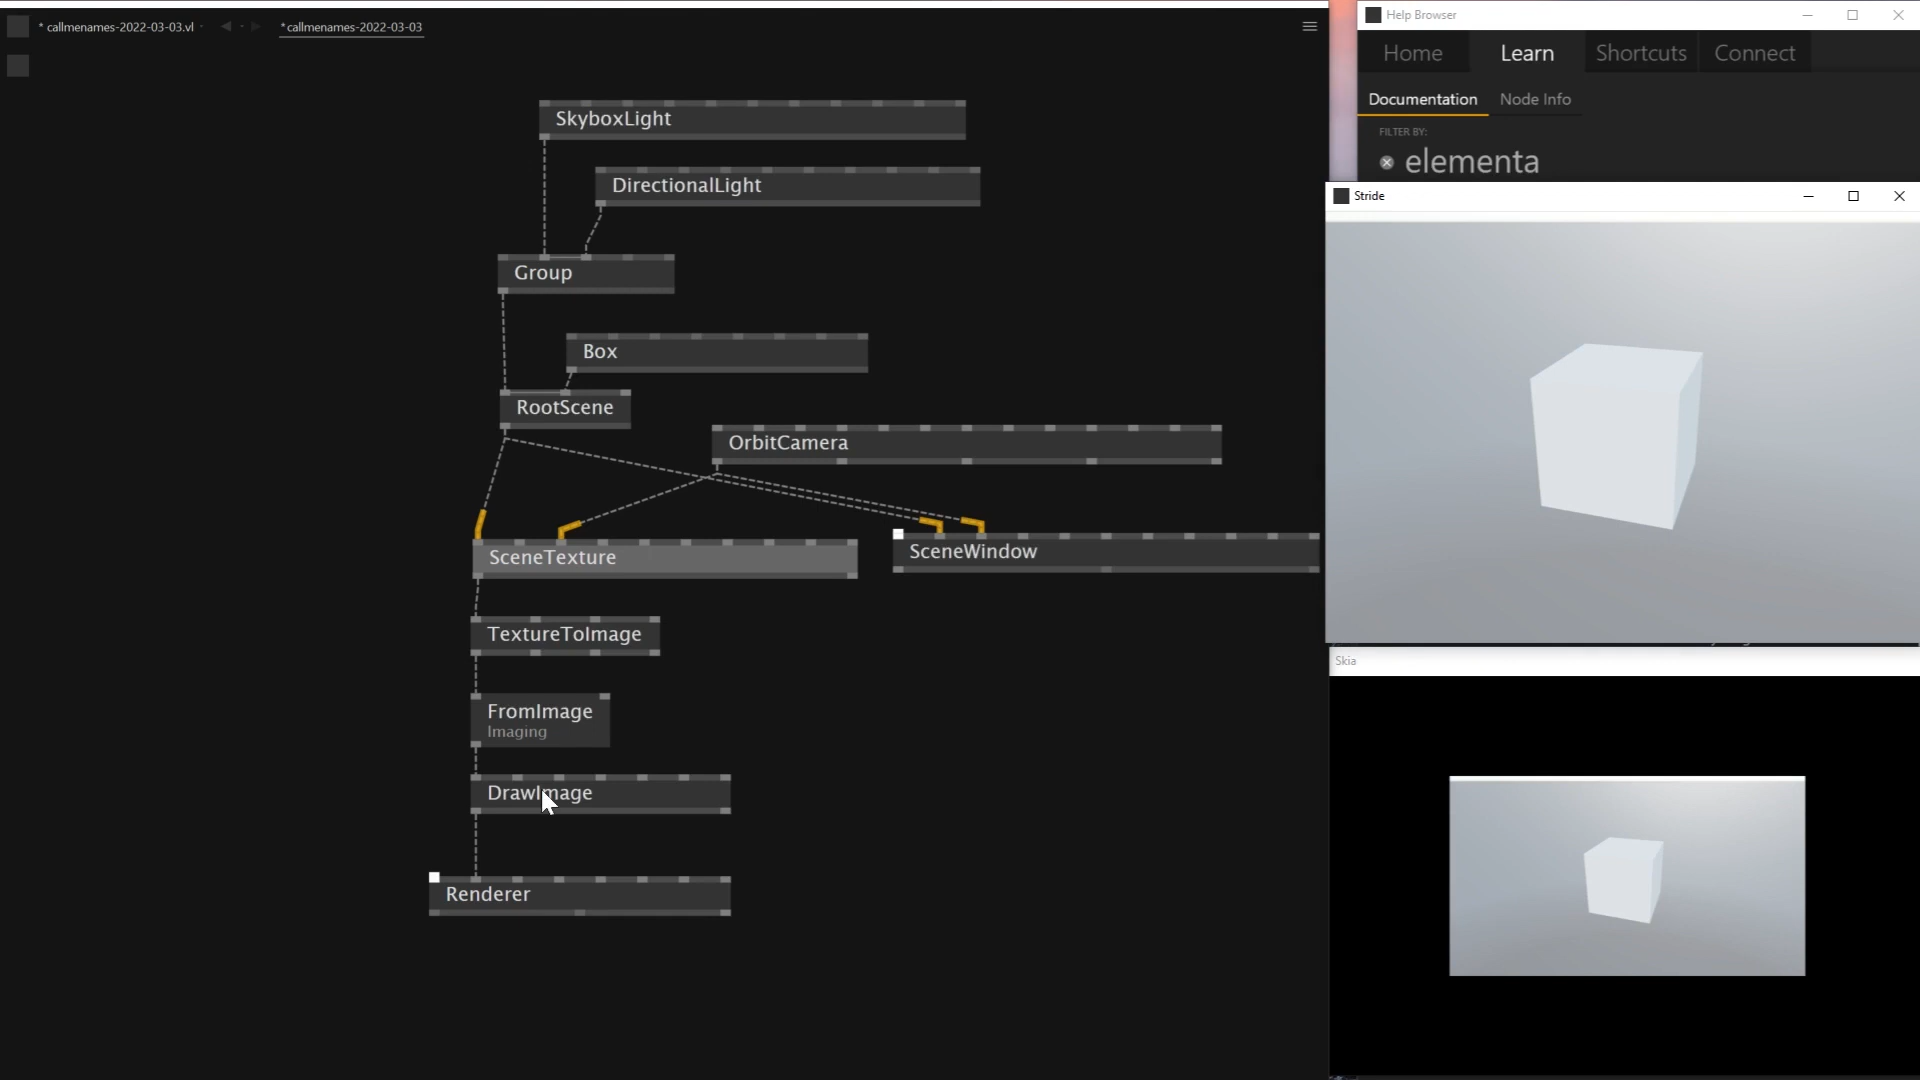 * callmenames-2022-03-03.vl
*callmenames-2022-03-03
SkyboxLight
DirectionalLight
Group
Box
RootScene
OrbitCamera
SceneTexture
SceneWindow
TextureToImage
FromImage
Imaging
DrawImage
Renderer
Help Browser
Home
Learn
Shortcuts
Connect
Documentation
Node Info
FILTER BY:
elementa
Stride
Skia